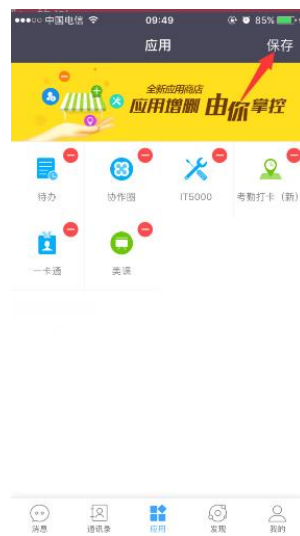 中国电信 09:49 85%
应用 保存
全新应用商店
应用增删 由你掌控
待办 协作圈 IT5000 考勤打卡（新）
一卡通 美课
消息 通讯录 应用 发现 我的